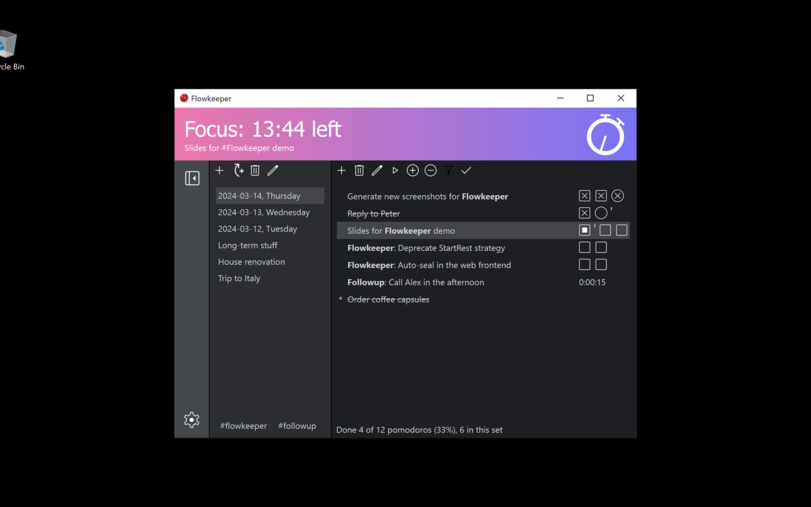 cle Bin
Flowkeeper
Focus: 13:44 left
Slides for #Flowkeeper demo
2024-03-14, Thursday
2024-03-13, Wednesday
2024-03-12, Tuesday
Long-term stuff
House renovation
Trip to Italy
#flowkeeper #followup
Generate new screenshots for Flowkeeper
Reply to Peter
Slides for Flowkeeper demo
Flowkeeper: Deprecate StartRest strategy
Flowkeeper: Auto-seal in the web frontend
Followup: Call Alex in the afternoon 0:00:15
* Order coffee capsules
Done 4 of 12 pomodoros (33%), 6 in this set